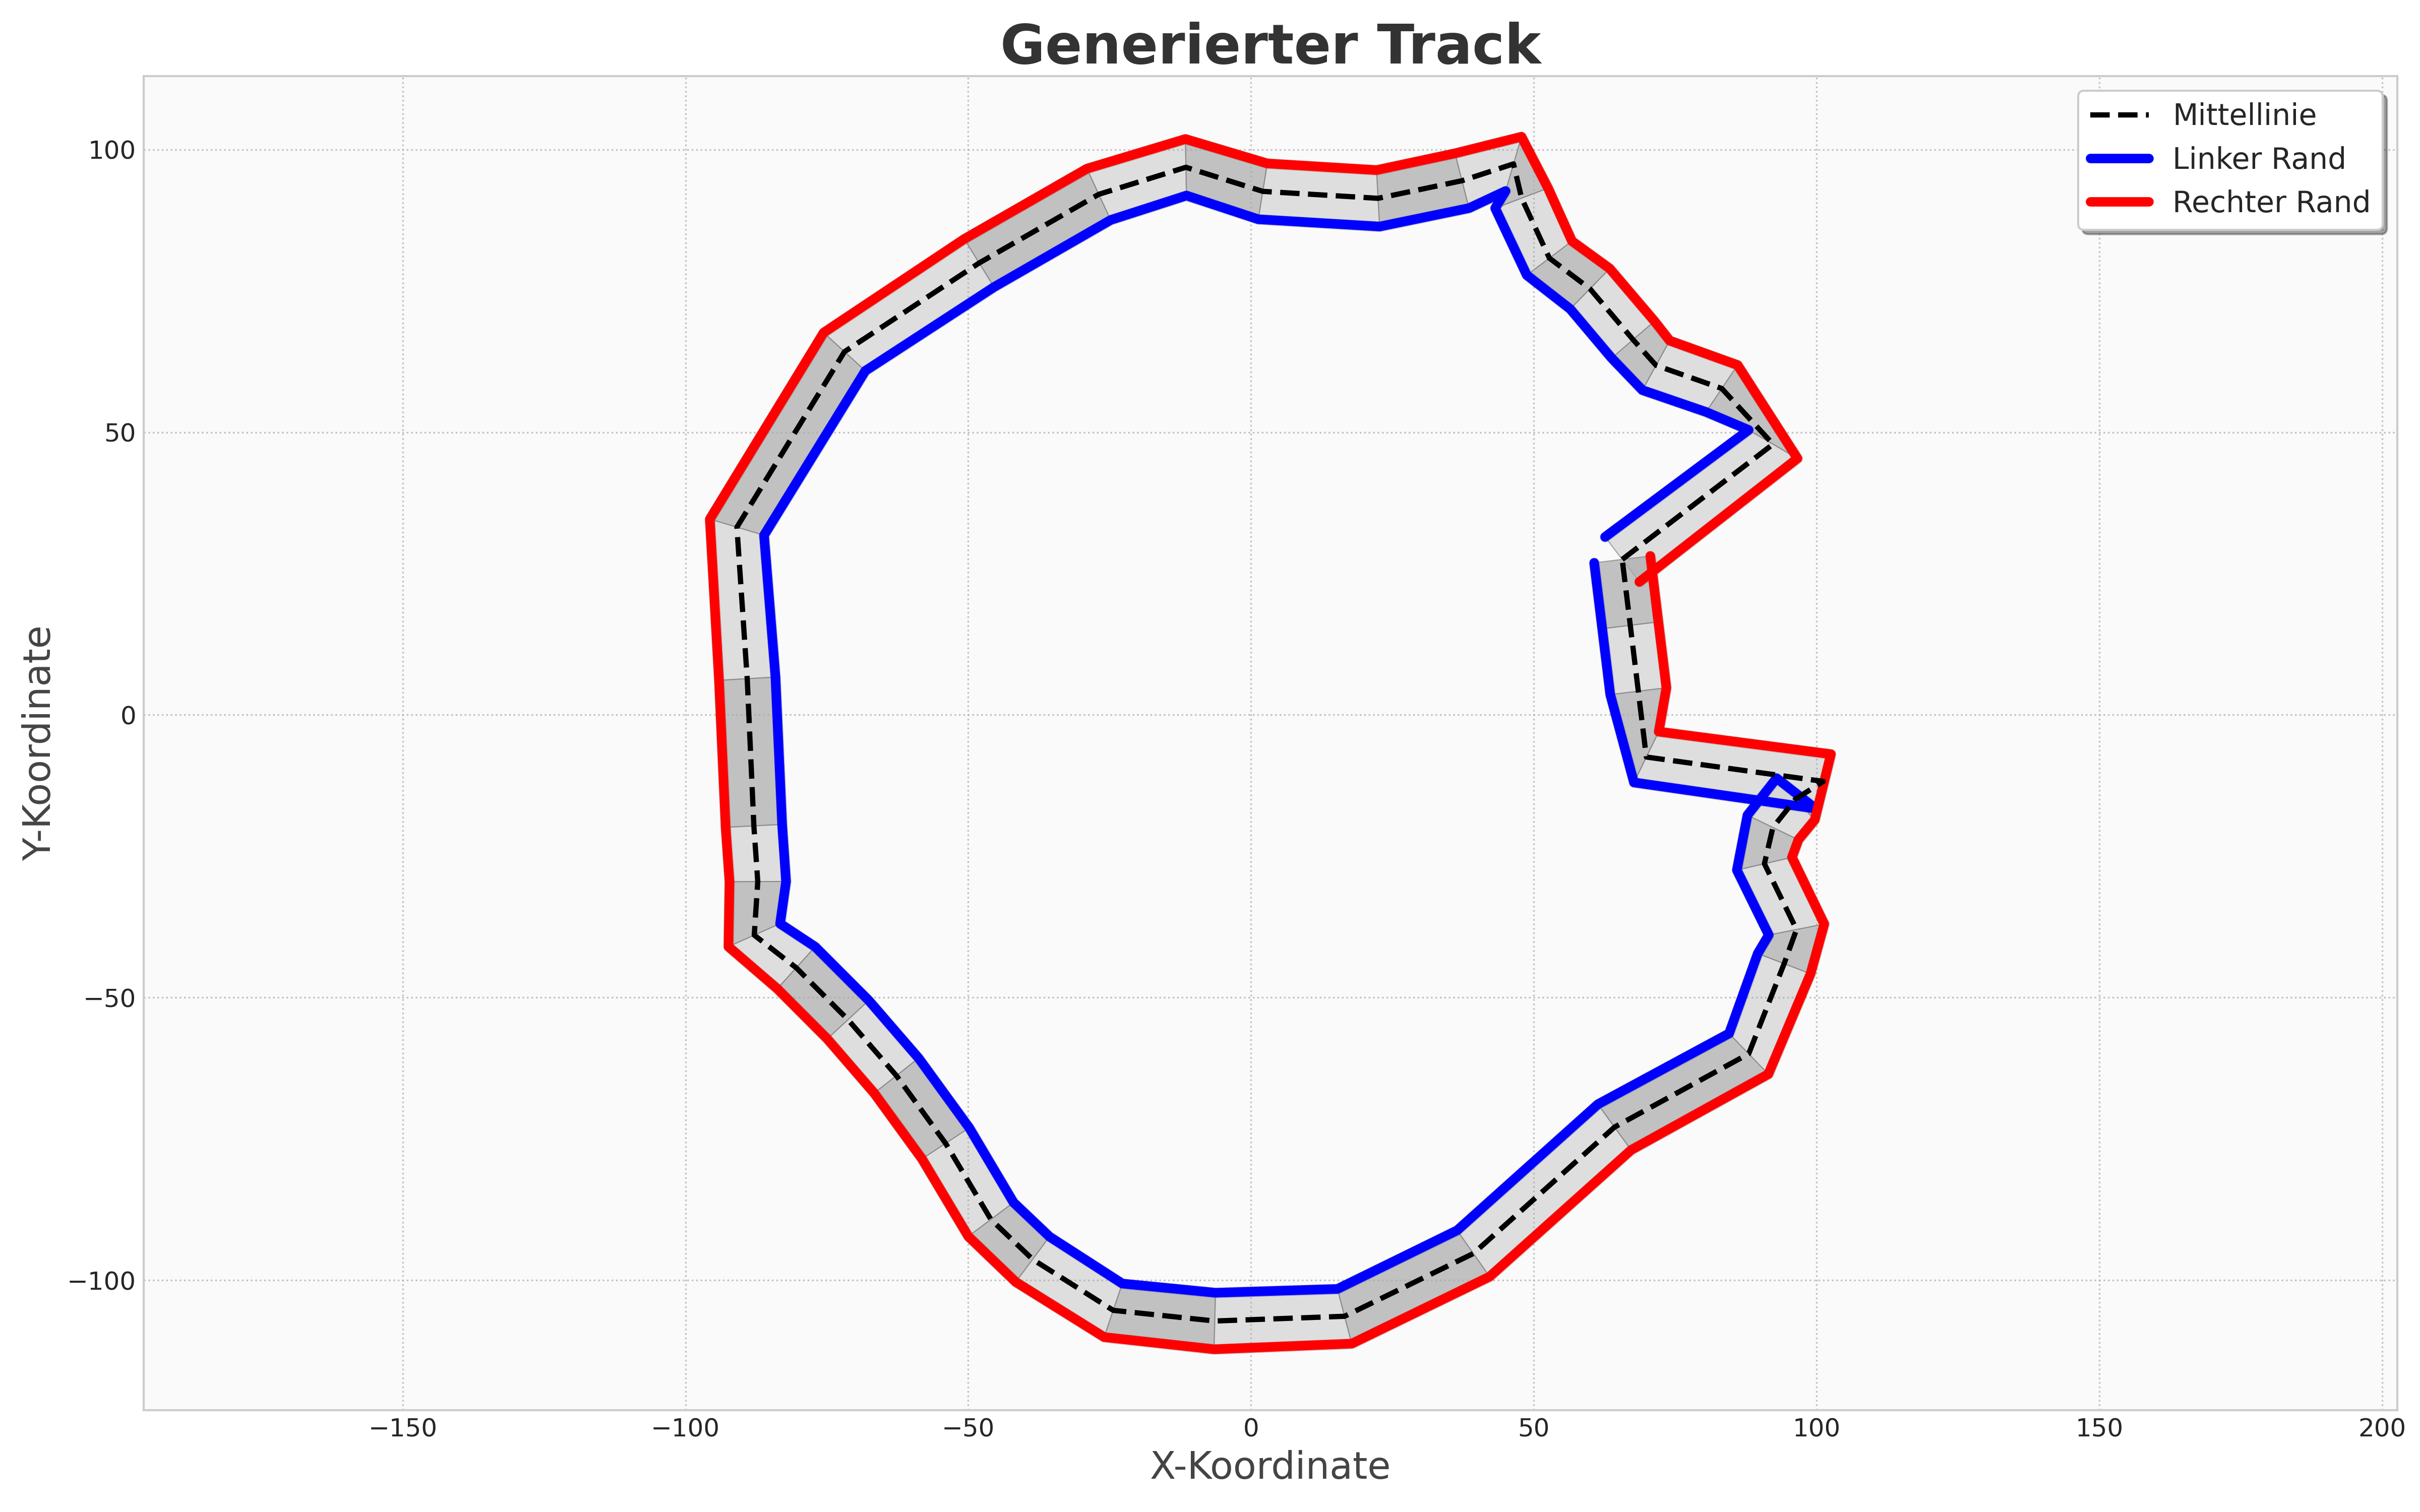 Generierter Track
Mittellinie
Linker Rand
Rechter Rand
Y-Koordinate
100
50
0
−50
−100
−150
−100
−50
0
50
100
150
200
X-Koordinate